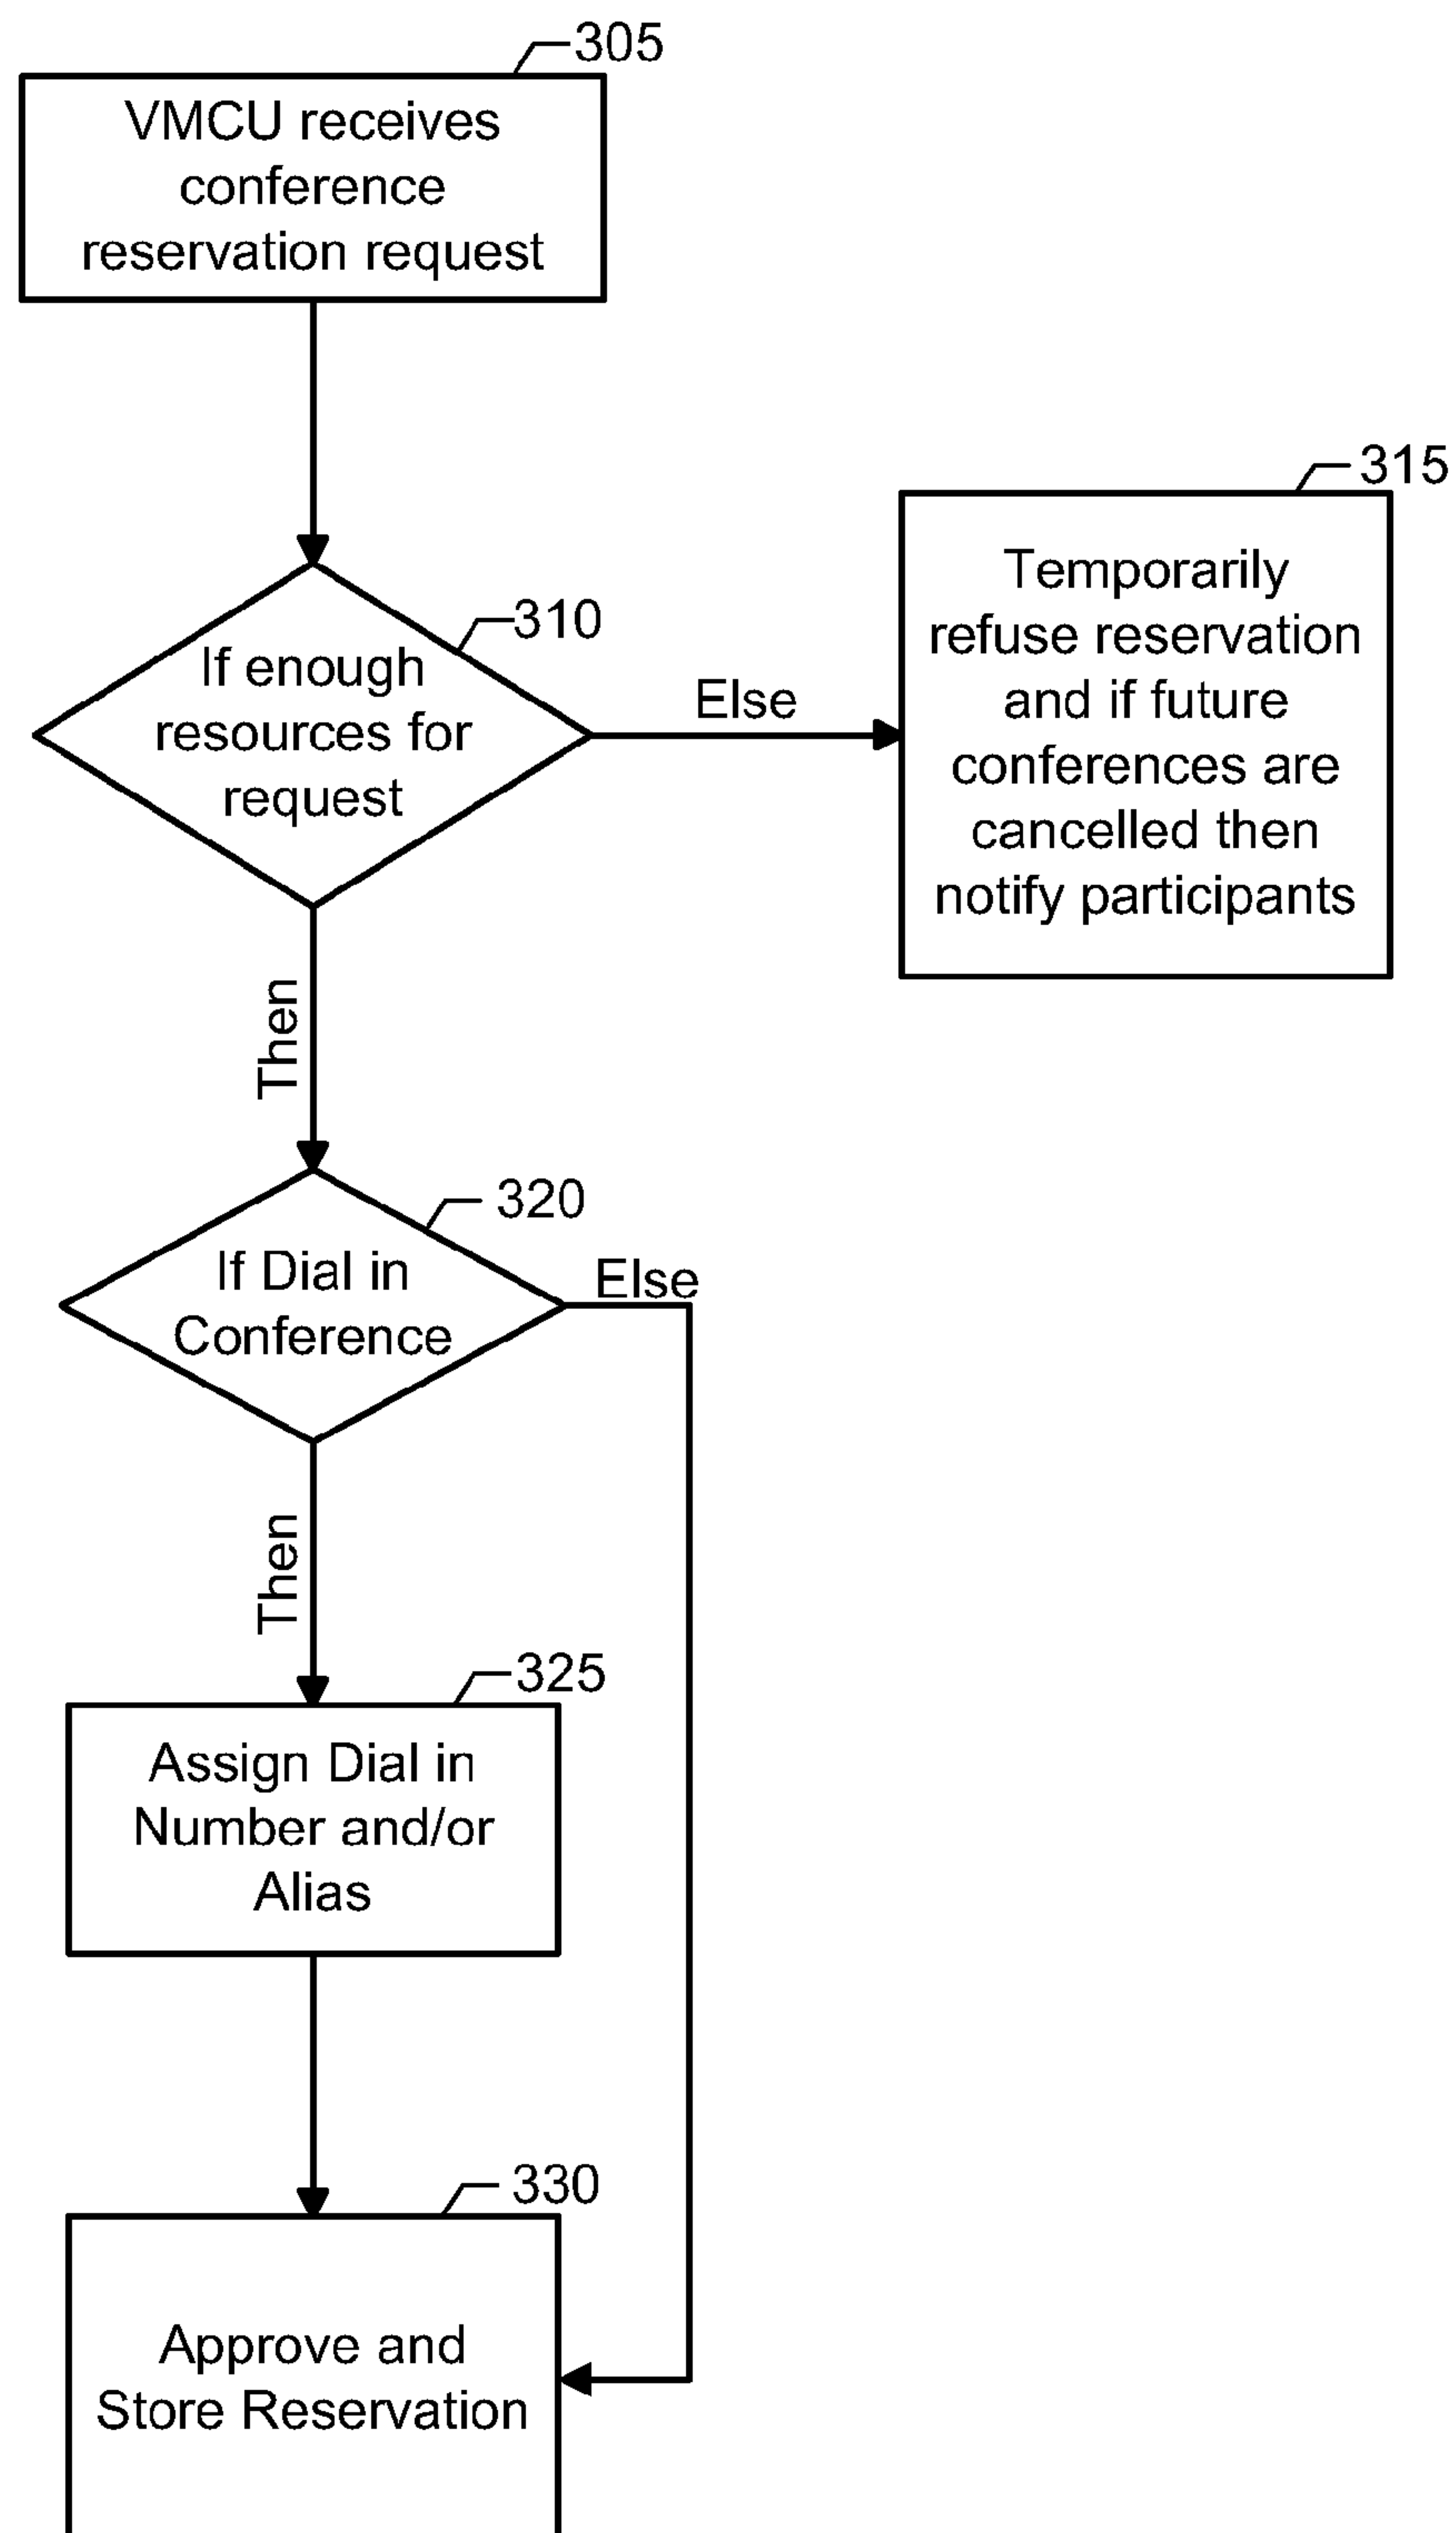 305
VMCU receives
conference
reservation request
310
If enough
resources for
request
Else
315
Temporarily
refuse reservation
and if future
conferences are
cancelled then
notify participants
Then
320
If Dial in
Conference
Else
Then
325
Assign Dial in
Number and/or
Alias
330
Approve and
Store Reservation